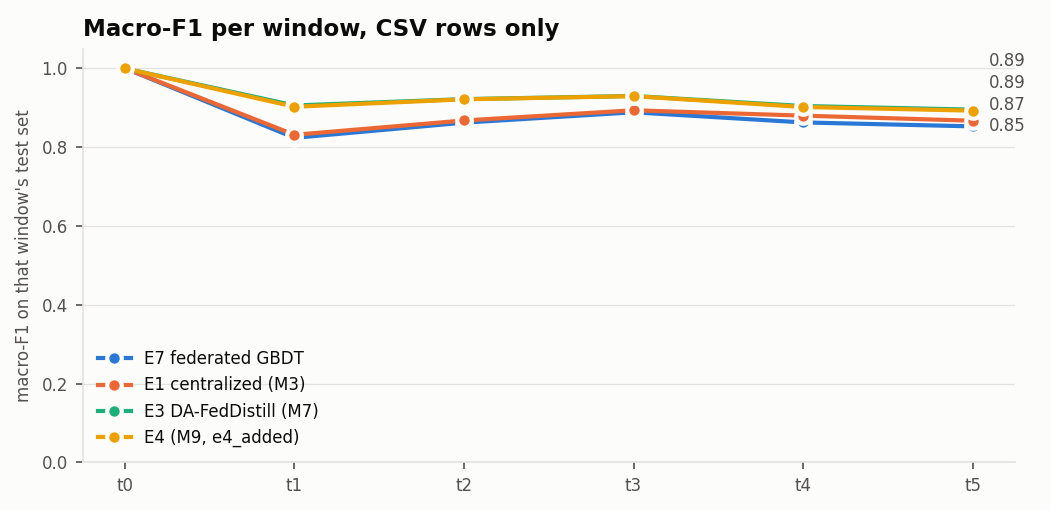 Macro-F1 per window, CSV rows only
macro-F1 on that window's test set
1.0
0.8
0.6
0.4
0.2
0.0
0.89
0.89
0.87
0.85
E7 federated GBDT
E1 centralized (M3)
E3 DA-FedDistill (M7)
E4 (M9, e4_added)
t0
t1
t2
t3
t4
t5